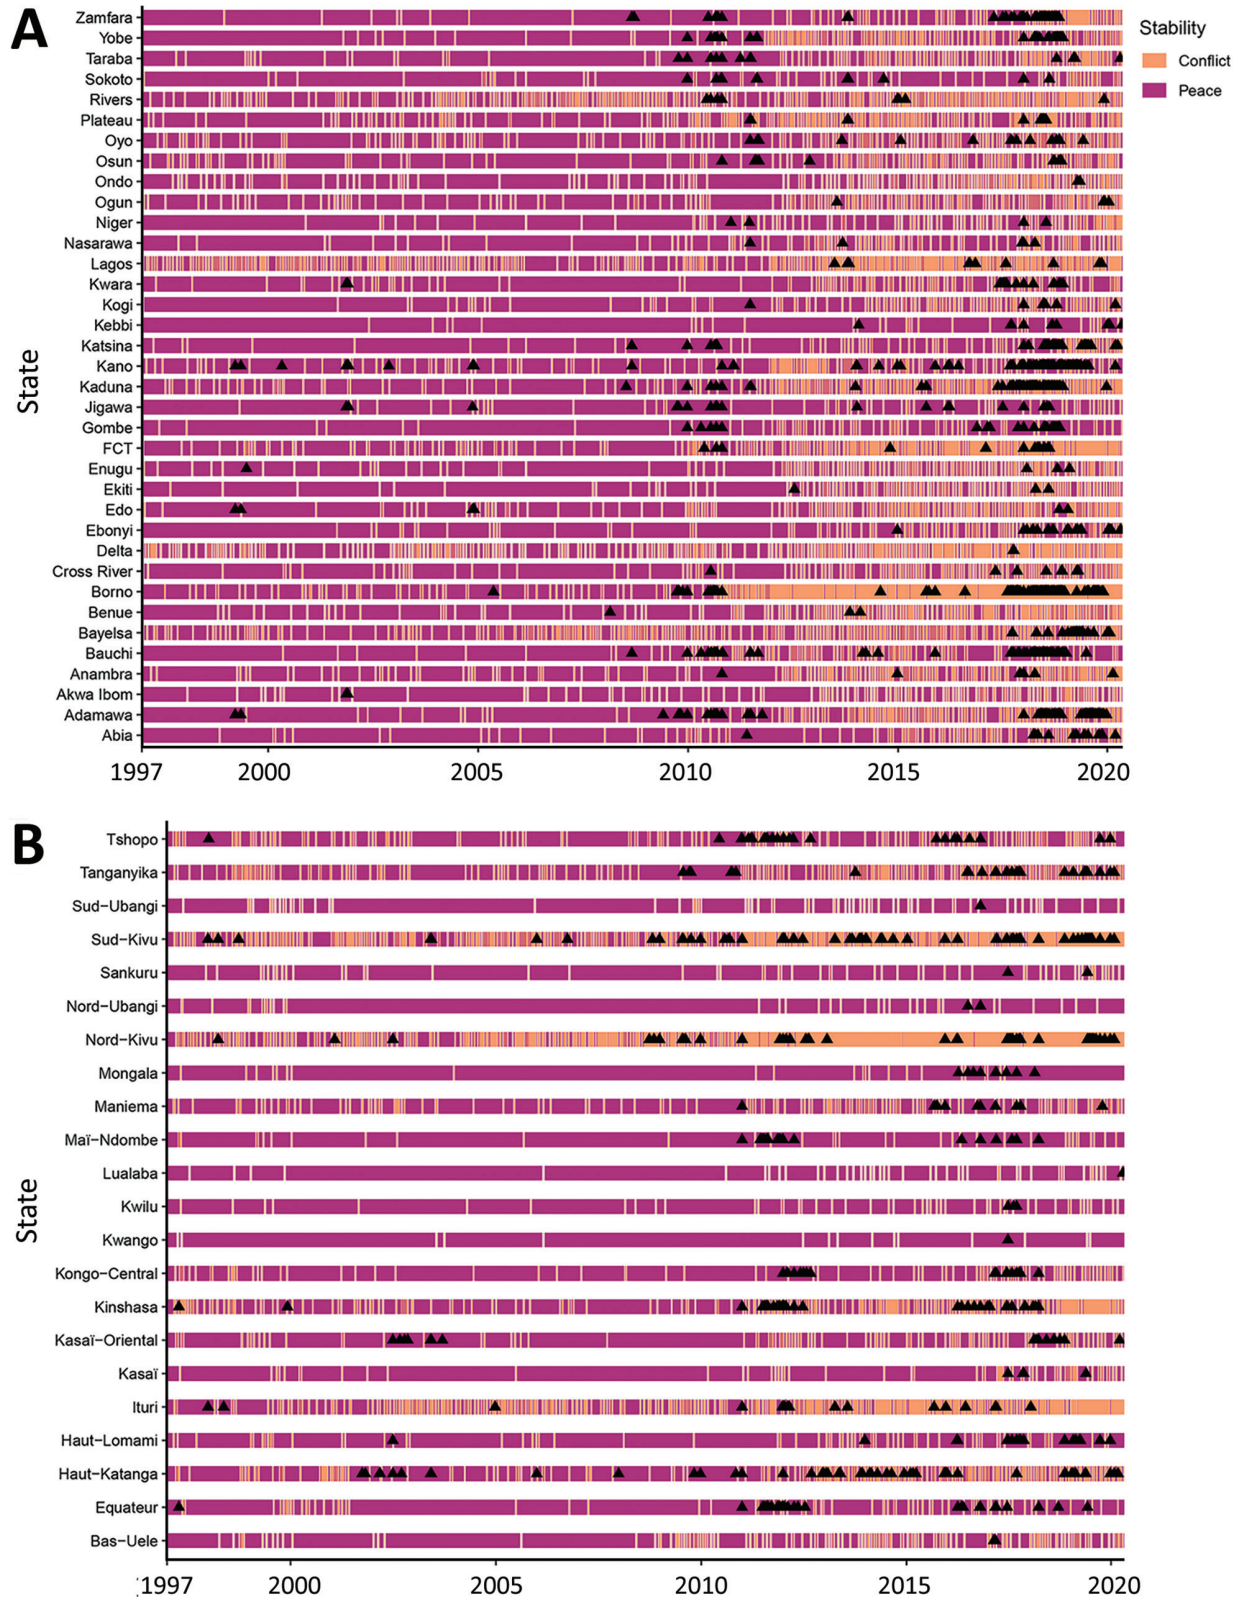 A
Zamfara
Yobe
Taraba
Sokoto
Rivers
Plateau
Oyo
Osun
Ondo
Ogun
Niger
Nasarawa
Lagos
Kwara
Kogi
Kebbi
Katsina
Kano
Kaduna
Jigawa
Gombe
FCT
Enugu
Ekiti
Edo
Ebonyi
Delta
Cross River
Borno
Benue
Bayelsa
Bauchi
Anambra
Akwa Ibom
Adamawa
Abia
State
1997 2000 2005 2010 2015 2020
Stability
Conflict
Peace
B
Tshopo
Tanganyika
Sud−Ubangi
Sud−Kivu
Sankuru
Nord−Ubangi
Nord−Kivu
Mongala
Maniema
Maï−Ndombe
Lualaba
Kwilu
Kwango
Kongo−Central
Kinshasa
Kasaï−Oriental
Kasaï
Ituri
Haut−Lomami
Haut−Katanga
Equateur
Bas−Uele
State
1997 2000 2005 2010 2015 2020